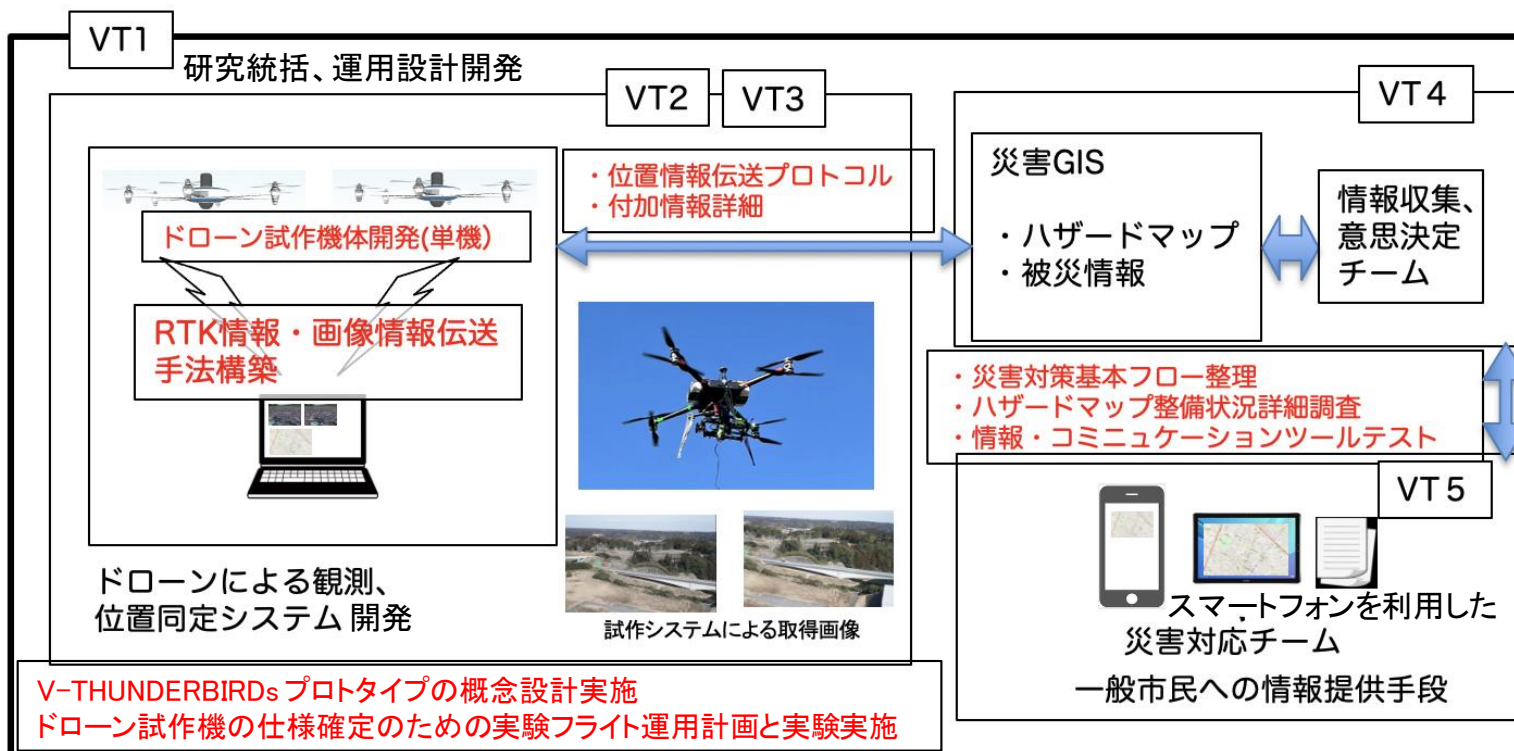 VT1
研究統括、運用設計開発
VT2
VT3
ドローン試作機体開発(単機)
RTK情報・画像情報伝送
手法構築
・位置情報伝送プロトコル
・付加情報詳細
ドローンによる観測、
位置同定システム 開発
試作システムによる取得画像
V-THUNDERBIRDs プロトタイプの概念設計実施
ドローン試作機の仕様確定のための実験フライト運用計画と実験実施
VT4
災害GIS
・ハザードマップ
・被災情報
情報収集、
意思決定
チーム
・災害対策基本フロー整理
・ハザードマップ整備状況詳細調査
・情報・コミニュケーションツールテスト
VT5
スマートフォンを利用した
災害対応チーム
一般市民への情報提供手段